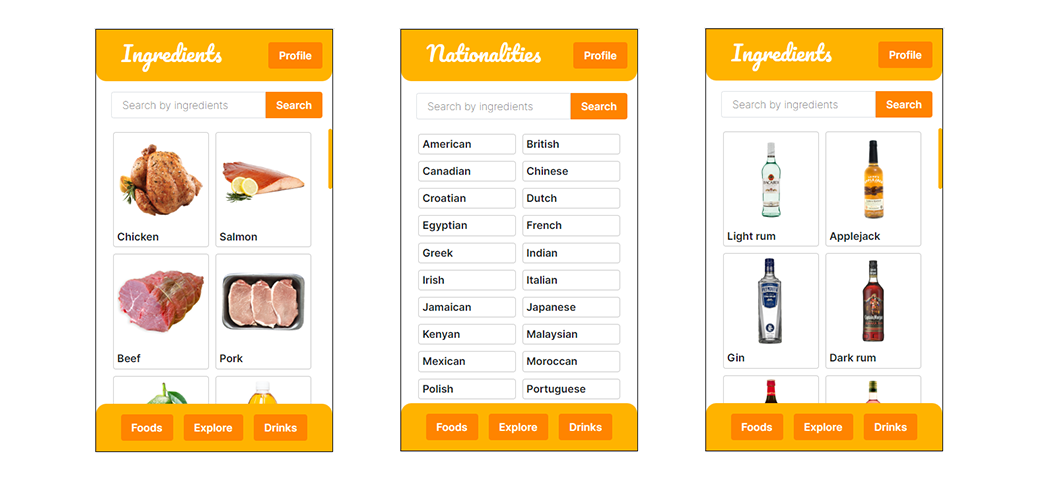 Ingredients
Profile
Search by ingredients
Search
Chicken
Salmon
Beef
Pork
Foods
Explore
Drinks
Nationalities
Profile
Search by ingredients
Search
American
British
Canadian
Chinese
Croatian
Dutch
Egyptian
French
Greek
Indian
Irish
Italian
Jamaican
Japanese
Kenyan
Malaysian
Mexican
Moroccan
Polish
Portuguese
Foods
Explore
Drinks
Ingredients
Profile
Search by ingredients
Search
Light rum
Applejack
Gin
Dark rum
Foods
Explore
Drinks